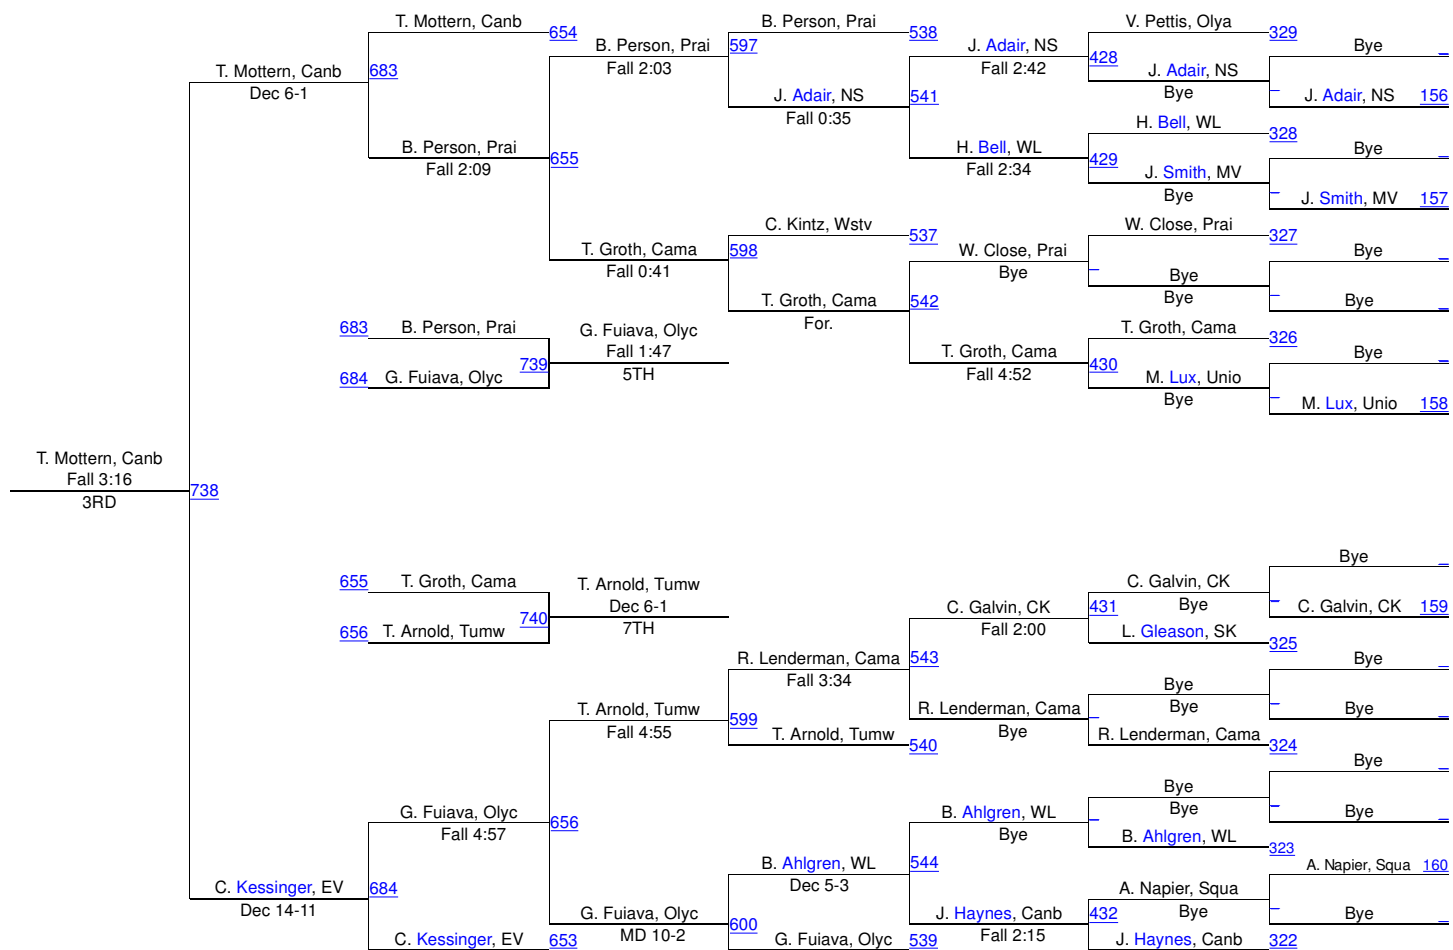 T. Mottern, Canb
654
B. Person, Prai
538
V. Pettis, Olya
329
Bye
_
T. Mottern, Canb
683
Dec 6-1
B. Person, Prai
597
Fall 2:03
J. Adair, NS
428
Fall 2:42
J. Adair, NS
_
Bye
J. Adair, NS
156
J. Adair, NS
541
Fall 0:35
H. Bell, WL
328
Bye
_
B. Person, Prai
655
Fall 2:09
H. Bell, WL
429
Fall 2:34
J. Smith, MV
_
Bye
J. Smith, MV
157
C. Kintz, Wstv
537
W. Close, Prai
327
Bye
_
T. Groth, Cama
598
Fall 0:41
W. Close, Prai
_
Bye
Bye
_
Bye
Bye
_
T. Groth, Cama
542
For.
683
B. Person, Prai
G. Fuiava, Olyc
Fall 1:47
739
5TH
684
G. Fuiava, Olyc
T. Groth, Cama
326
Bye
_
T. Groth, Cama
430
Fall 4:52
M. Lux, Unio
_
Bye
M. Lux, Unio
158
T. Mottern, Canb
Fall 3:16
738
3RD
655
T. Groth, Cama
T. Arnold, Tumw
Dec 6-1
740
7TH
656
T. Arnold, Tumw
Bye
_
C. Galvin, CK
_
Bye
C. Galvin, CK
159
C. Galvin, CK
431
Fall 2:00
L. Gleason, SK
325
R. Lenderman, Cama
543
Fall 3:34
Bye
_
Bye
_
Bye
Bye
_
T. Arnold, Tumw
599
Fall 4:55
R. Lenderman, Cama
_
Bye
R. Lenderman, Cama
324
T. Arnold, Tumw
540
Bye
_
Bye
_
Bye
Bye
_
G. Fuiava, Olyc
656
Fall 4:57
B. Ahlgren, WL
_
Bye
B. Ahlgren, WL
323
B. Ahlgren, WL
544
Dec 5-3
A. Napier, Squa
160
C. Kessinger, EV
684
Dec 14-11
A. Napier, Squa
_
Bye
Bye
_
G. Fuiava, Olyc
600
MD 10-2
J. Haynes, Canb
432
Fall 2:15
C. Kessinger, EV
653
G. Fuiava, Olyc
539
J. Haynes, Canb
322